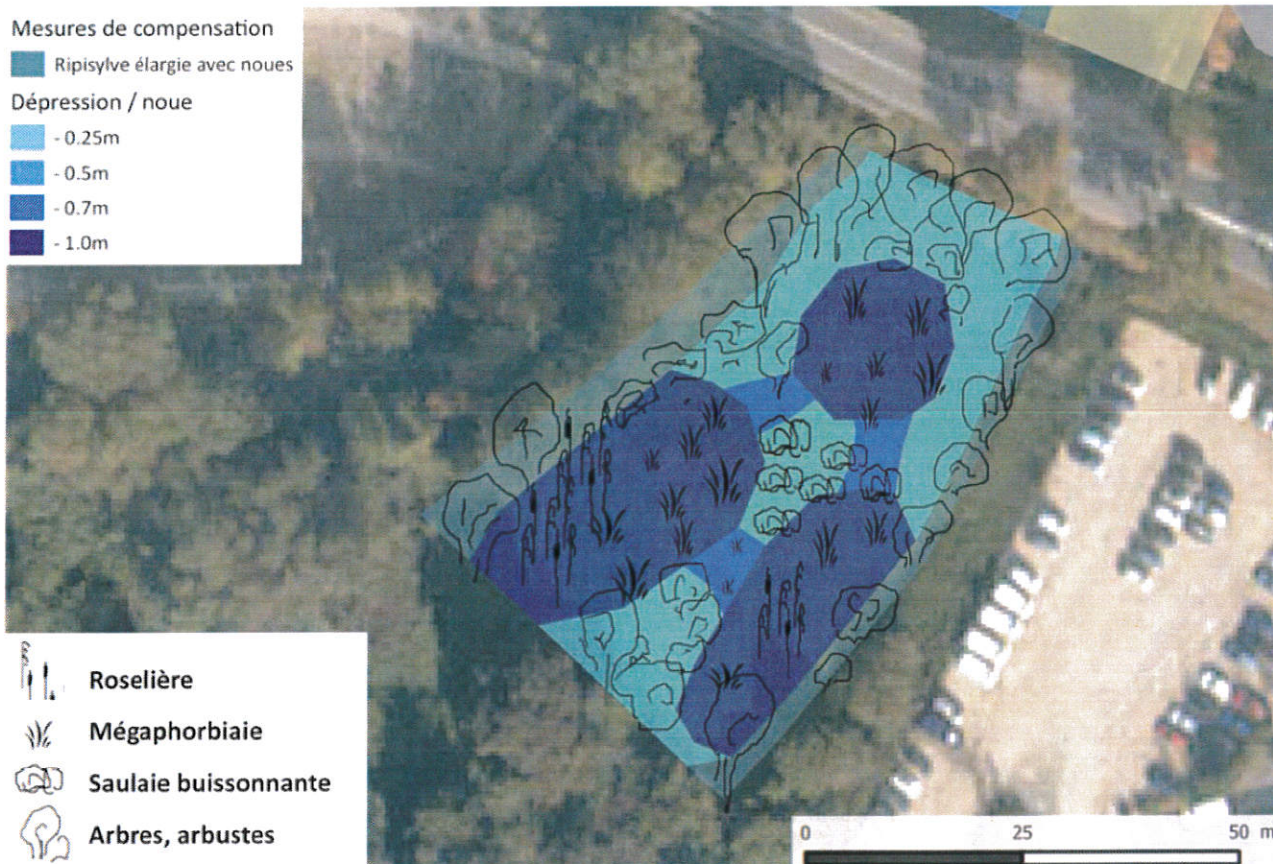 Mesures de compensation
Ripisylve élargie avec noues
Dépression / noue
- 0.25m
- 0.5m
- 0.7m
- 1.0m
Roselière
Mégaphorbiaie
Saulaie buissonnante
Arbres, arbustes
0 25 50 m